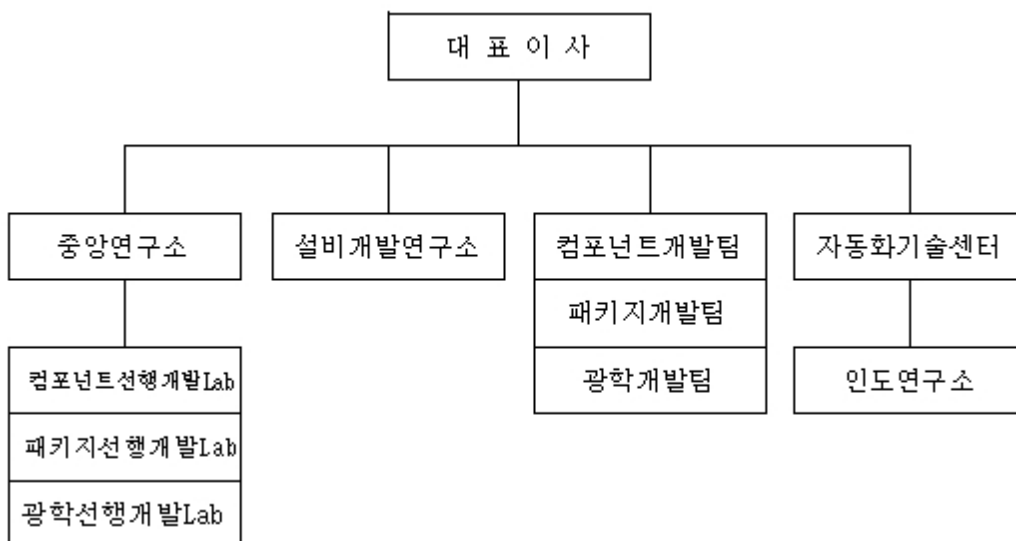 대 표 이 사
중앙연구소
설비개발연구소
컴포넌트개발팀
자동화기술센터
패키지개발팀
컴포넌트선행개발Lab
광학개발팀
인도연구소
패키지선행개발Lab
광학선행개발Lab